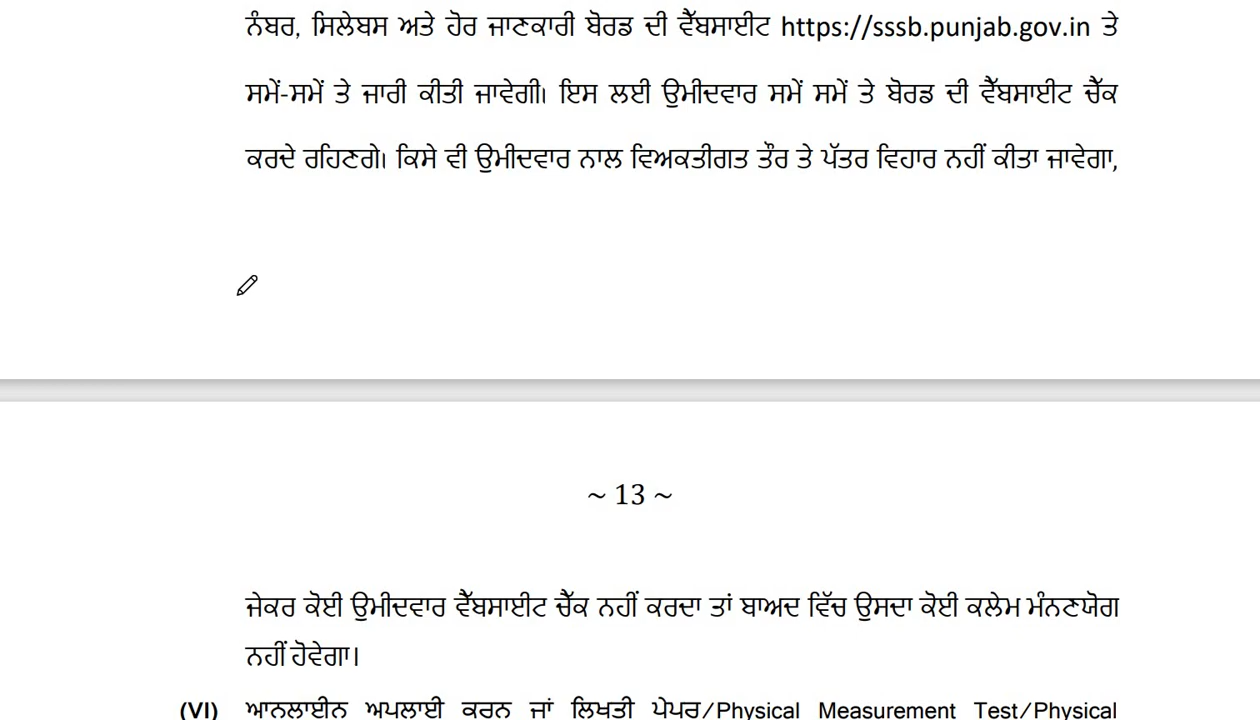 ਨੰਬਰ, ਸਿਲੇਬਸ ਅਤੇ ਹੋਰ ਜਾਣਕਾਰੀ ਬੋਰਡ ਦੀ ਵੈੱਬਸਾਈਟ https://sssb.punjab.gov.in ਤੇ
ਸਮੇਂ-ਸਮੇਂ ਤੇ ਜਾਰੀ ਕੀਤੀ ਜਾਵੇਗੀ। ਇਸ ਲਈ ਉਮੀਦਵਾਰ ਸਮੇਂ ਸਮੇਂ ਤੇ ਬੋਰਡ ਦੀ ਵੈੱਬਸਾਈਟ ਚੈੱਕ
ਕਰਦੇ ਰਹਿਣਗੇ। ਕਿਸੇ ਵੀ ਉਮੀਦਵਾਰ ਨਾਲ ਵਿਅਕਤੀਗਤ ਤੌਰ ਤੇ ਪੱਤਰ ਵਿਹਾਰ ਨਹੀਂ ਕੀਤਾ ਜਾਵੇਗਾ,
~ 13 ~
ਜੇਕਰ ਕੋਈ ਉਮੀਦਵਾਰ ਵੈੱਬਸਾਈਟ ਚੈੱਕ ਨਹੀਂ ਕਰਦਾ ਤਾਂ ਬਾਅਦ ਵਿੱਚ ਉਸਦਾ ਕੋਈ ਕਲੇਮ ਮੰਨਣਯੋਗ
ਨਹੀਂ ਹੋਵੇਗਾ।
(VI) ਆਨਲਾਈਨ ਅਪਲਾਈ ਕਰਨ ਜਾਂ ਲਿਖਤੀ ਪੇਪਰ/Physical Measurement Test/Physical